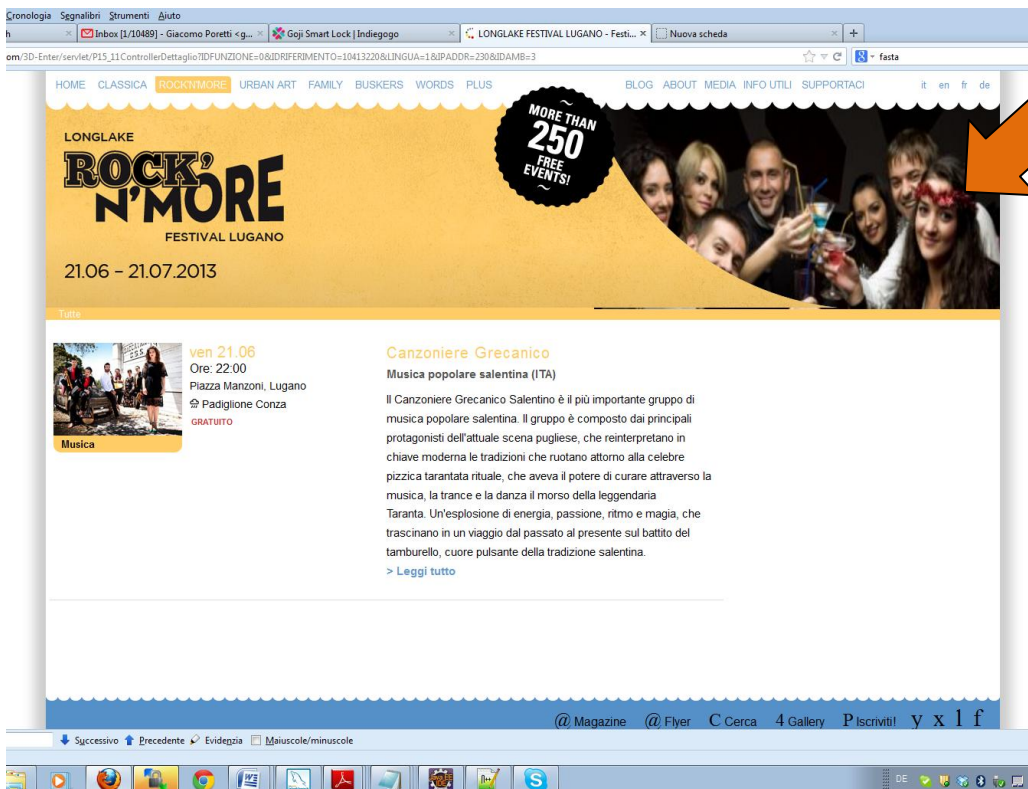 Cronologia Segnalibri Strumenti Aiuto
h Inbox [1/10489] - Giacomo Poretti <g... Goji Smart Lock | Indiegogo LONGLAKE FESTIVAL LUGANO - Festi... Nuova scheda
om/3D-Enter/servlet/P15_11ControllerDettaglio?IDFUNZIONE=0&IDRIFERIMENTO=10413220&LINGUA=1&IPADDR=230&IDAMB=3 fasta
HOME CLASSICA ROCK'N'MORE URBAN ART FAMILY BUSKERS WORDS PLUS BLOG ABOUT MEDIA INFO UTILI SUPPORTACI it en fr de
MORE THAN
250
FREE
EVENTS!
LONGLAKE
ROCK'
N'MORE
FESTIVAL LUGANO
21.06 – 21.07.2013
Tutte
ven 21.06
Ore: 22:00
Piazza Manzoni, Lugano
Padiglione Conza
GRATUITO
Musica
Canzoniere Grecanico
Musica popolare salentina (ITA)
Il Canzoniere Grecanico Salentino è il più importante gruppo di
musica popolare salentina. Il gruppo è composto dai principali
protagonisti dell'attuale scena pugliese, che reinterpretano in
chiave moderna le tradizioni che ruotano attorno alla celebre
pizzica tarantata rituale, che aveva il potere di curare attraverso la
musica, la trance e la danza il morso della leggendaria
Taranta. Un'esplosione di energia, passione, ritmo e magia, che
trascinano in un viaggio dal passato al presente sul battito del
tamburello, cuore pulsante della tradizione salentina.
> Leggi tutto
@ Magazine @ Flyer C Cerca 4 Gallery P Iscriviti! y x l f
Successivo Precedente Evidenzia Maiuscole/minuscole
DE